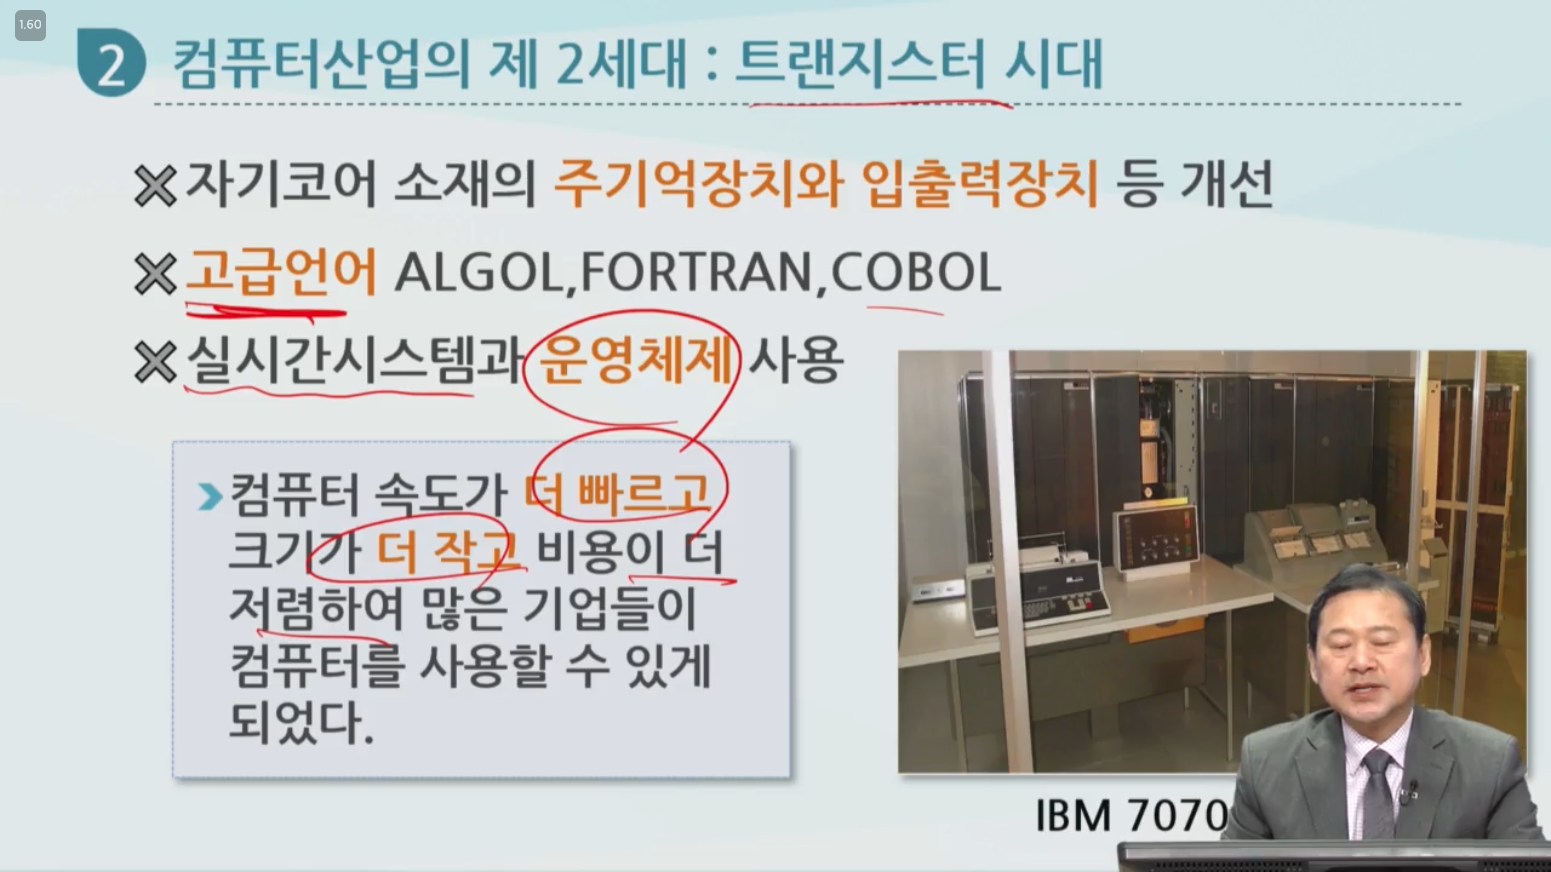 1.60
2 컴퓨터산업의 제 2세대 : 트랜지스터 시대
자기코어 소재의 주기억장치와 입출력장치 등 개선
고급언어 ALGOL,FORTRAN,COBOL
실시간시스템과 운영체제 사용
컴퓨터 속도가 더 빠르고
크기가 더 작고 비용이 더
저렴하여 많은 기업들이
컴퓨터를 사용할 수 있게
되었다.
IBM 7070